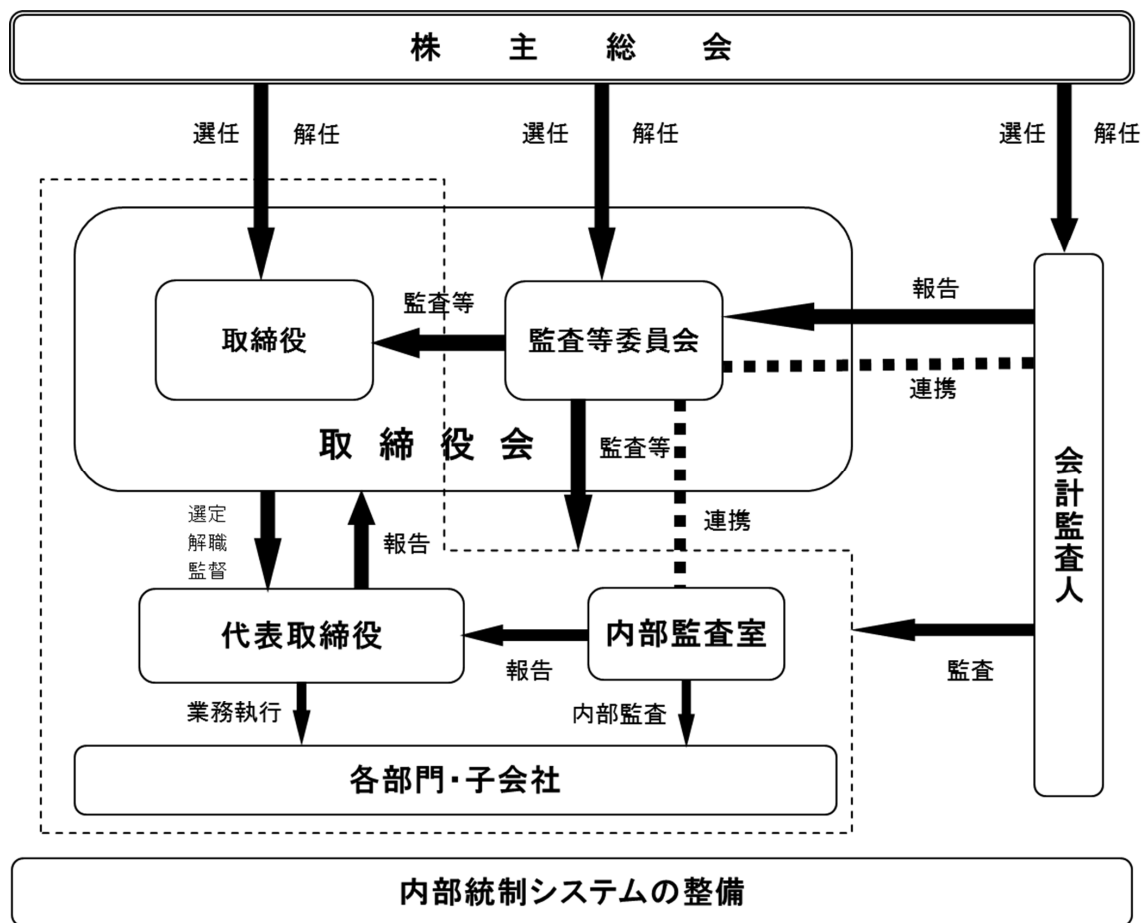 株主総会
選任 解任 選任 解任 選任 解任
監査等 報告
取締役 監査等委員会
連携
取締役会 監査等
会計監査人
選定
解職
監督
報告
連携
代表取締役 内部監査室
報告 監査
業務執行 内部監査
各部門・子会社
内部統制システムの整備